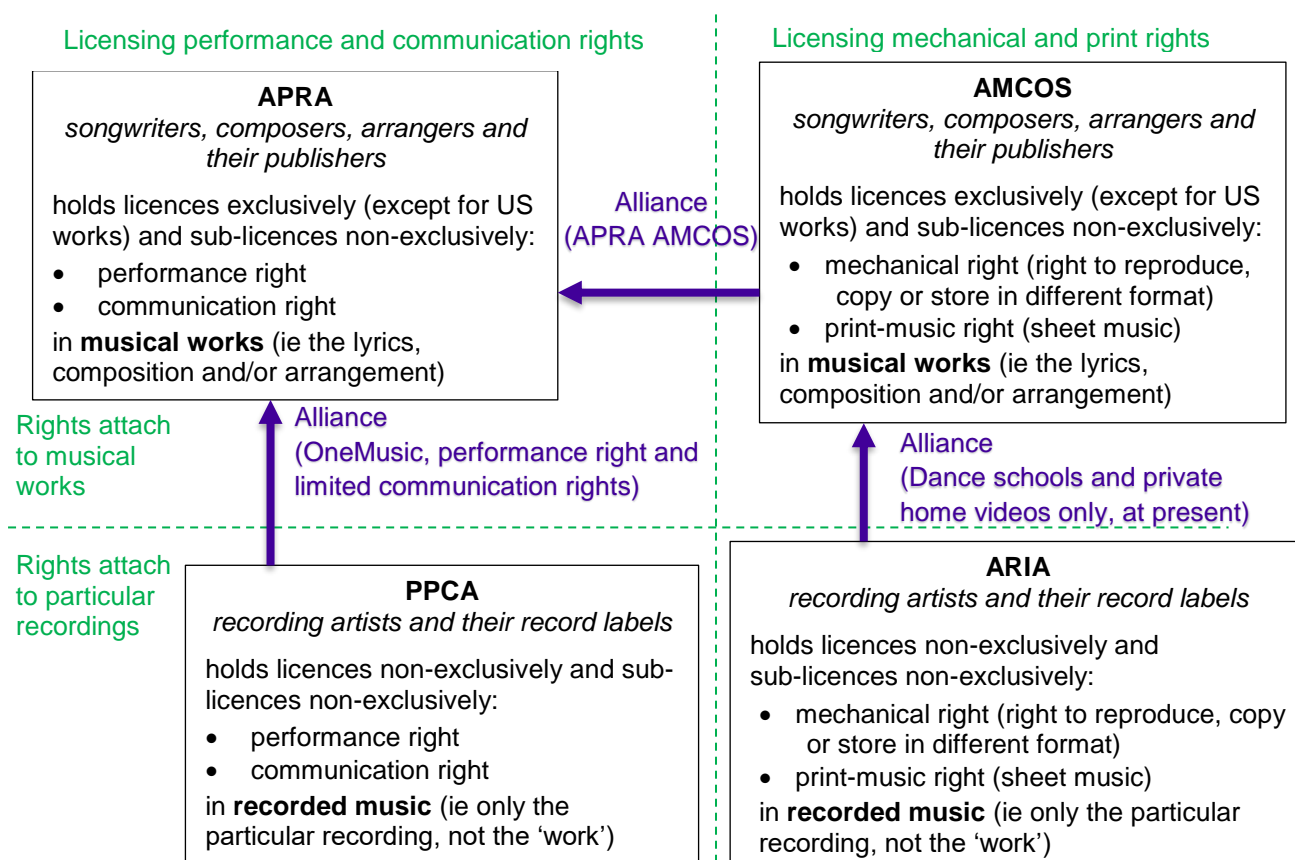 Licensing performance and communication rights
Licensing mechanical and print rights
APRA
songwriters, composers, arrangers and
their publishers
holds licences exclusively (except for US
works) and sub-licences non-exclusively:
• performance right
• communication right
in musical works (ie the lyrics,
composition and/or arrangement)
Alliance
(APRA AMCOS)
AMCOS
songwriters, composers, arrangers and
their publishers
holds licences exclusively (except for US
works) and sub-licences non-exclusively:
• mechanical right (right to reproduce,
copy or store in different format)
• print-music right (sheet music)
in musical works (ie the lyrics,
composition and/or arrangement)
Rights attach
to musical
works
Alliance
(OneMusic, performance right and
limited communication rights)
Alliance
(Dance schools and private
home videos only, at present)
Rights attach
to particular
recordings
PPCA
recording artists and their record labels
holds licences non-exclusively and sub-
licences non-exclusively:
• performance right
• communication right
in recorded music (ie only the
particular recording, not the ‘work’)
ARIA
recording artists and their record labels
holds licences non-exclusively and
sub-licences non-exclusively:
• mechanical right (right to reproduce, copy
or store in different format)
• print-music right (sheet music)
in recorded music (ie only the particular
recording, not the ‘work’)